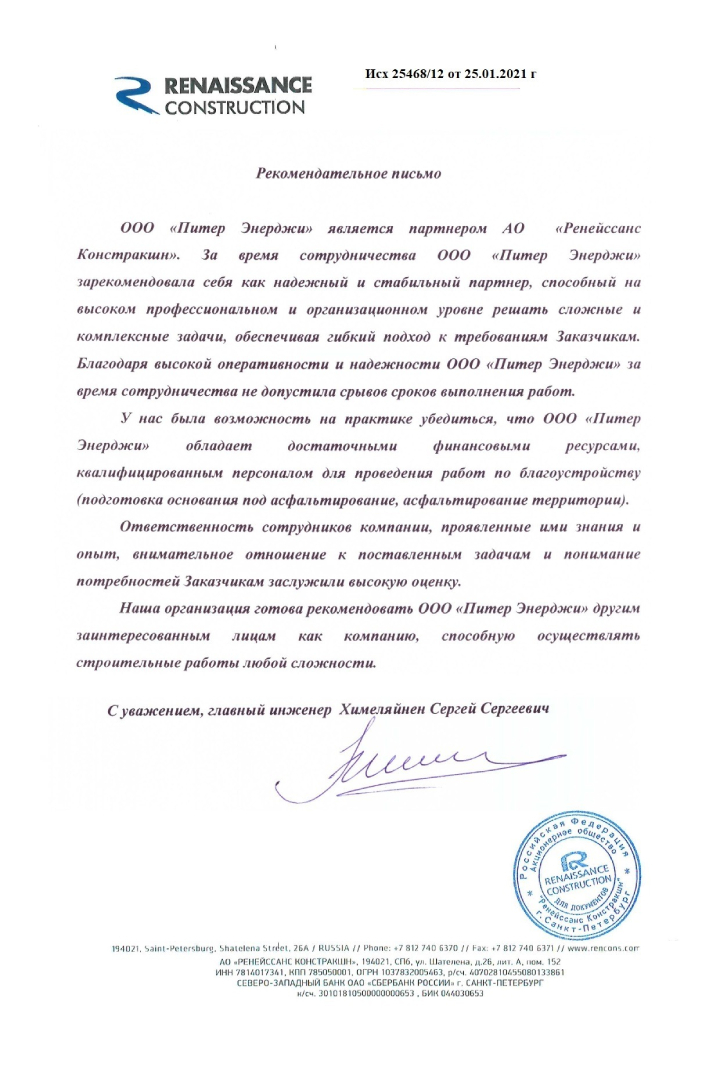 RENAISSANCE
CONSTRUCTION
Исх 25468/12 от 25.01.2021 г
Рекомендательное письмо
ООО «Питер Энерджи» является партнером АО «Ренейссанс
Констракшн». За время сотрудничества ООО «Питер Энерджи»
зарекомендовала себя как надежный и стабильный партнер, способный на
высоком профессиональном и организационном уровне решать сложные и
комплексные задачи, обеспечивая гибкий подход к требованиям Заказчикам.
Благодаря высокой оперативности и надежности ООО «Питер Энерджи» за
время сотрудничества не допустила срывов сроков выполнения работ.
У нас была возможность на практике убедиться, что ООО «Питер
Энерджи» обладает достаточными финансовыми ресурсами,
квалифицированным персоналом для проведения работ по благоустройству
(подготовка основания под асфальтирование, асфальтирование территории).
Ответственность сотрудников компании, проявленные ими знания и
опыт, внимательное отношение к поставленным задачам и понимание
потребностей Заказчикам заслужили высокую оценку.
Наша организация готова рекомендовать ООО «Питер Энерджи» другим
заинтересованным лицам как компанию, способную осуществлять
строительные работы любой сложности.
С уважением, главный инженер Химеляйнен Сергей Сергеевич
Российская Федерация
Акционерное общество
RENAISSANCE
CONSTRUCTION
ДЛЯ ДОКУМЕНТОВ
"Ренейссанс Констракшн"
г. Санкт-Петербург
194021, Saint-Petersburg, Shatelena Street, 26A / RUSSIA // Phone: +7 812 740 6370 // Fax: +7 812 740 6371 // www.rencons.com
АО «РЕНЕЙССАНС КОНСТРАКШН», 194021, СПб, ул. Шателена, д.26, лит. А, пом. 152
ИНН 7814017341, КПП 785050001, ОГРН 1037832005463, р/сч. 40702810455080133861
СЕВЕРО-ЗАПАДНЫЙ БАНК ОАО «СБЕРБАНК РОССИИ» г. САНКТ-ПЕТЕРБУРГ
к/сч. 30101810500000000653 , БИК 044030653